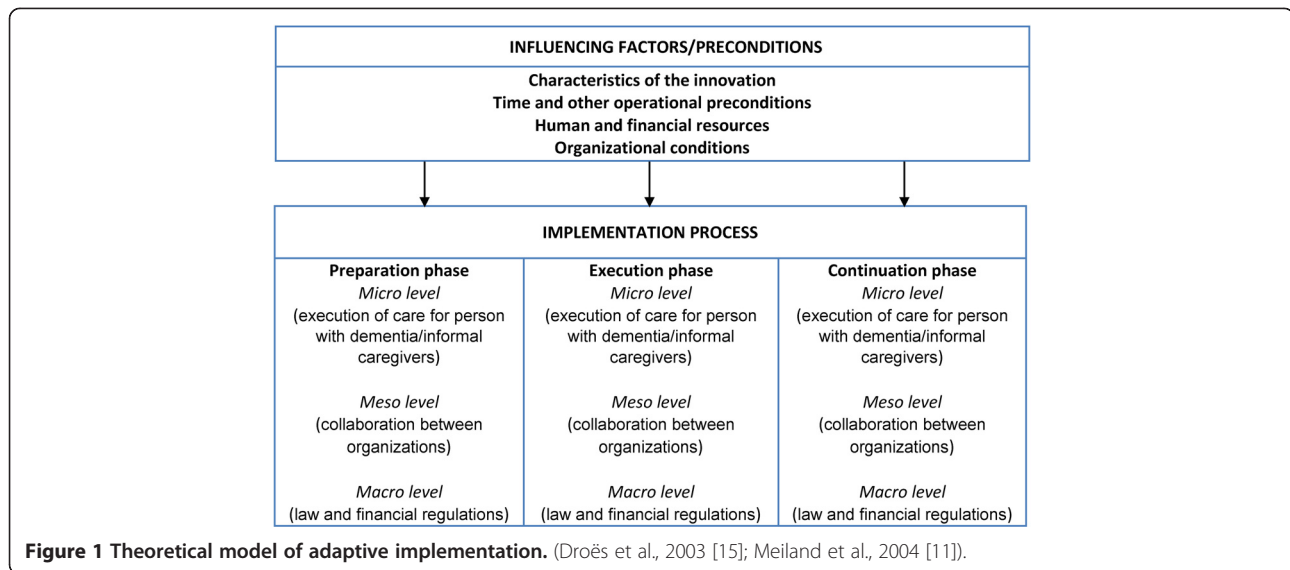 INFLUENCING FACTORS/PRECONDITIONS
Characteristics of the innovation
Time and other operational preconditions
Human and financial resources
Organizational conditions
IMPLEMENTATION PROCESS
Preparation phase
Micro level
(execution of care for person
with dementia/informal
caregivers)
Meso level
(collaboration between
organizations)
Macro level
(law and financial regulations)
Execution phase
Micro level
(execution of care for person
with dementia/informal
caregivers)
Meso level
(collaboration between
organizations)
Macro level
(law and financial regulations)
Continuation phase
Micro level
(execution of care for person
with dementia/informal
caregivers)
Meso level
(collaboration between
organizations)
Macro level
(law and financial regulations)
Figure 1 Theoretical model of adaptive implementation. (Droës et al., 2003 [15]; Meiland et al., 2004 [11]).